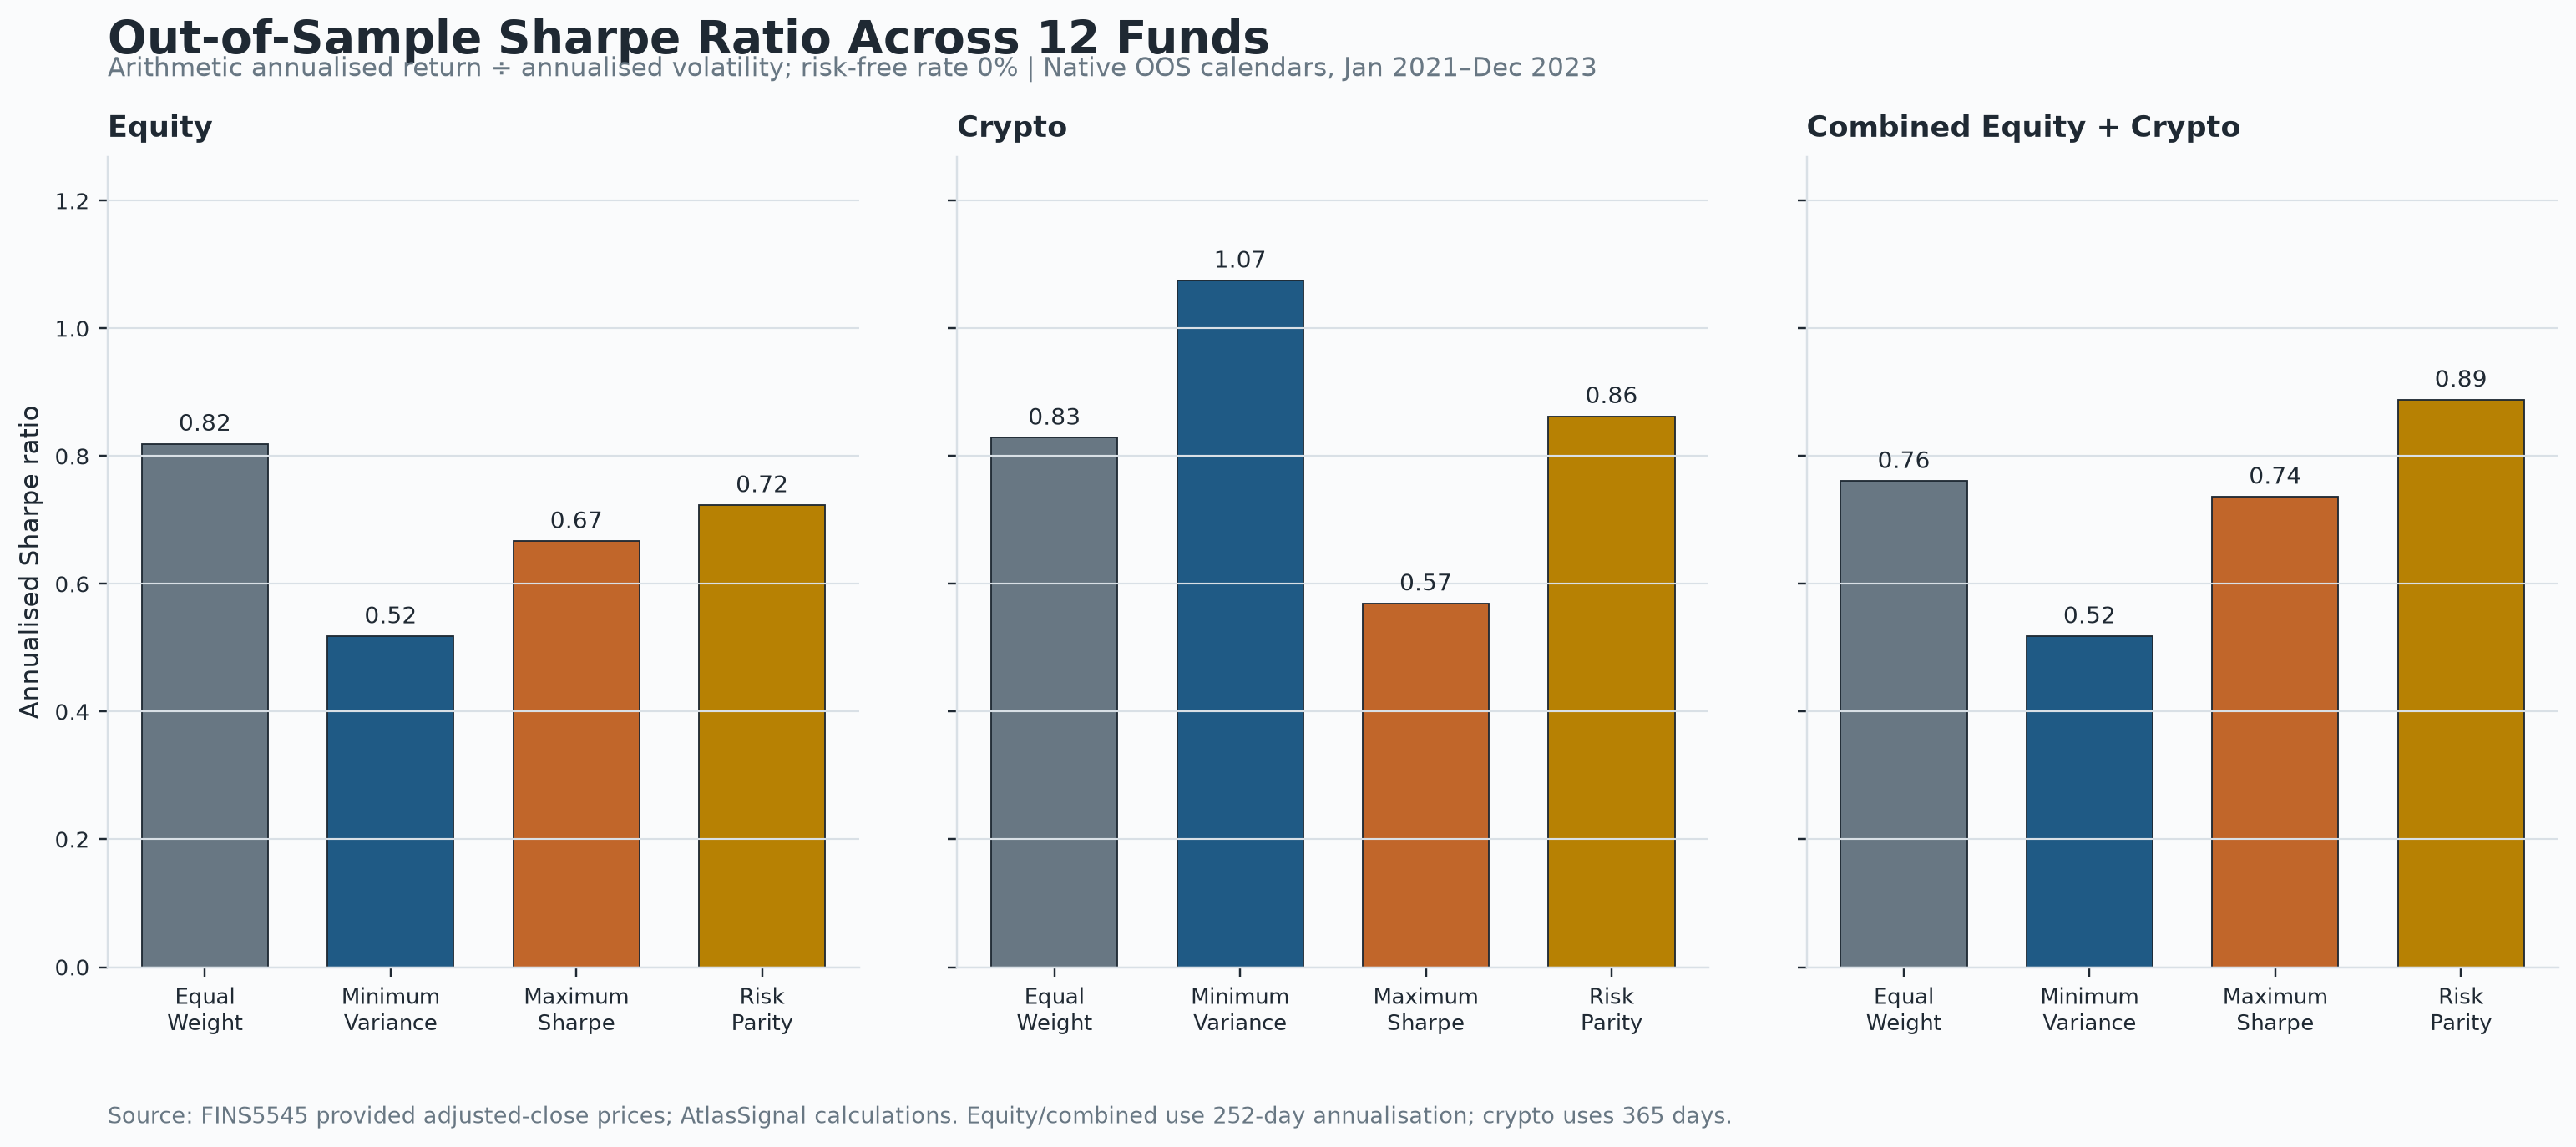 Out-of-Sample Sharpe Ratio Across 12 Funds
Arithmetic annualised return ÷ annualised volatility; risk-free rate 0% | Native OOS calendars, Jan 2021–Dec 2023
Equity
Annualised Sharpe ratio
1.2
1.0
0.8
0.6
0.4
0.2
0.0
0.82
0.52
0.67
0.72
Equal
Weight
Minimum
Variance
Maximum
Sharpe
Risk
Parity
Crypto
0.83
1.07
0.57
0.86
Equal
Weight
Minimum
Variance
Maximum
Sharpe
Risk
Parity
Combined Equity + Crypto
0.76
0.52
0.74
0.89
Equal
Weight
Minimum
Variance
Maximum
Sharpe
Risk
Parity
Source: FINS5545 provided adjusted-close prices; AtlasSignal calculations. Equity/combined use 252-day annualisation; crypto uses 365 days.